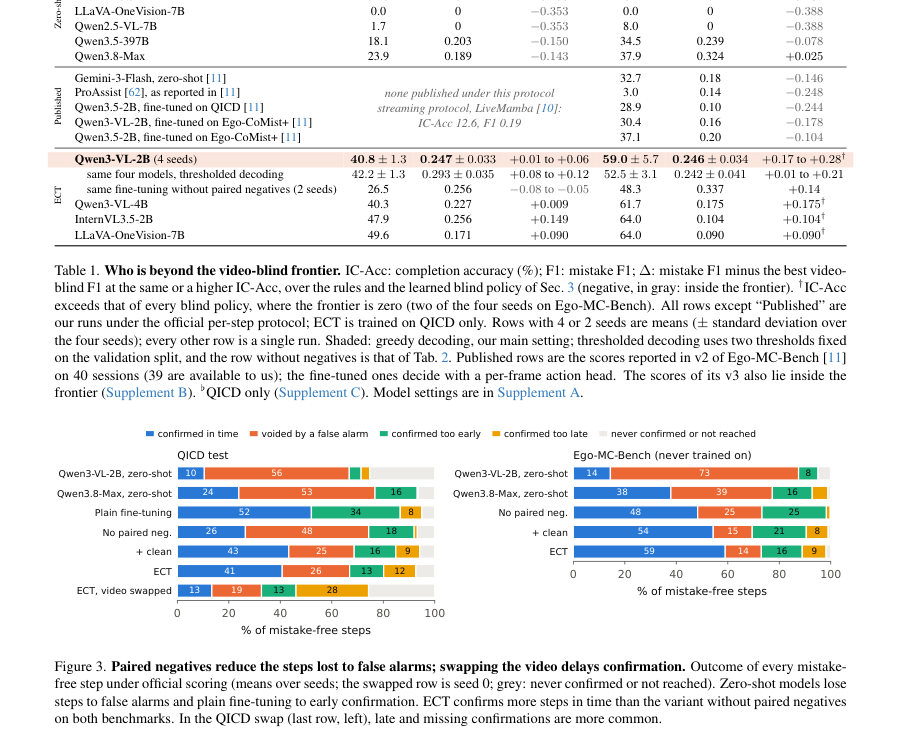 Zero-sh
LLaVA-OneVision-7B 0.0 0 −0.353 0.0 0 −0.388
Qwen2.5-VL-7B 1.7 0 −0.353 8.0 0 −0.388
Qwen3.5-397B 18.1 0.203 −0.150 34.5 0.239 −0.078
Qwen3.8-Max 23.9 0.189 −0.143 37.9 0.324 +0.025
Published
Gemini-3-Flash, zero-shot [11] 32.7 0.18 −0.146
ProAssist [62], as reported in [11] none published under this protocol 3.0 0.14 −0.248
Qwen3.5-2B, fine-tuned on QICD [11] streaming protocol, LiveMamba [10]: 28.9 0.10 −0.244
Qwen3-VL-2B, fine-tuned on Ego-CoMist+ [11] IC-Acc 12.6, F1 0.19 30.4 0.16 −0.178
Qwen3.5-2B, fine-tuned on Ego-CoMist+ [11] 37.1 0.20 −0.104
ECT
Qwen3-VL-2B (4 seeds) 40.8 ± 1.3 0.247 ± 0.033 +0.01 to +0.06 59.0 ± 5.7 0.246 ± 0.034 +0.17 to +0.28†
same four models, thresholded decoding 42.2 ± 1.3 0.293 ± 0.035 +0.08 to +0.12 52.5 ± 3.1 0.242 ± 0.041 +0.01 to +0.21
same fine-tuning without paired negatives (2 seeds) 26.5 0.256 −0.08 to −0.05 48.3 0.337 +0.14
Qwen3-VL-4B 40.3 0.227 +0.009 61.7 0.175 +0.175†
InternVL3.5-2B 47.9 0.256 +0.149 64.0 0.104 +0.104†
LLaVA-OneVision-7B 49.6 0.171 +0.090 64.0 0.090 +0.090†
Table 1. Who is beyond the video-blind frontier. IC-Acc: completion accuracy (%); F1: mistake F1; Δ: mistake F1 minus the best video-
blind F1 at the same or a higher IC-Acc, over the rules and the learned blind policy of Sec. 3 (negative, in gray: inside the frontier). †IC-Acc
exceeds that of every blind policy, where the frontier is zero (two of the four seeds on Ego-MC-Bench). All rows except “Published” are
our runs under the official per-step protocol; ECT is trained on QICD only. Rows with 4 or 2 seeds are means (± standard deviation over
the four seeds); every other row is a single run. Shaded: greedy decoding, our main setting; thresholded decoding uses two thresholds fixed
on the validation split, and the row without negatives is that of Tab. 2. Published rows are the scores reported in v2 of Ego-MC-Bench [11]
on 40 sessions (39 are available to us); the fine-tuned ones decide with a per-frame action head. The scores of its v3 also lie inside the
frontier (Supplement B). ♭QICD only (Supplement C). Model settings are in Supplement A.
confirmed in time voided by a false alarm confirmed too early confirmed too late never confirmed or not reached
QICD test
Qwen3-VL-2B, zero-shot 10 56
Qwen3.8-Max, zero-shot 24 53 16
Plain fine-tuning 52 34 8
No paired neg. 26 48 18
+ clean 43 25 16 9
ECT 41 26 13 12
ECT, video swapped 13 19 13 28
0 20 40 60 80 100
% of mistake-free steps
Ego-MC-Bench (never trained on)
Qwen3-VL-2B, zero-shot 14 73 8
Qwen3.8-Max, zero-shot 38 39 16
No paired neg. 48 25 25
+ clean 54 15 21 8
ECT 59 14 16 9
0 20 40 60 80 100
% of mistake-free steps
Figure 3. Paired negatives reduce the steps lost to false alarms; swapping the video delays confirmation. Outcome of every mistake-
free step under official scoring (means over seeds; the swapped row is seed 0; grey: never confirmed or not reached). Zero-shot models lose
steps to false alarms and plain fine-tuning to early confirmation. ECT confirms more steps in time than the variant without paired negatives
on both benchmarks. In the QICD swap (last row, left), late and missing confirmations are more common.